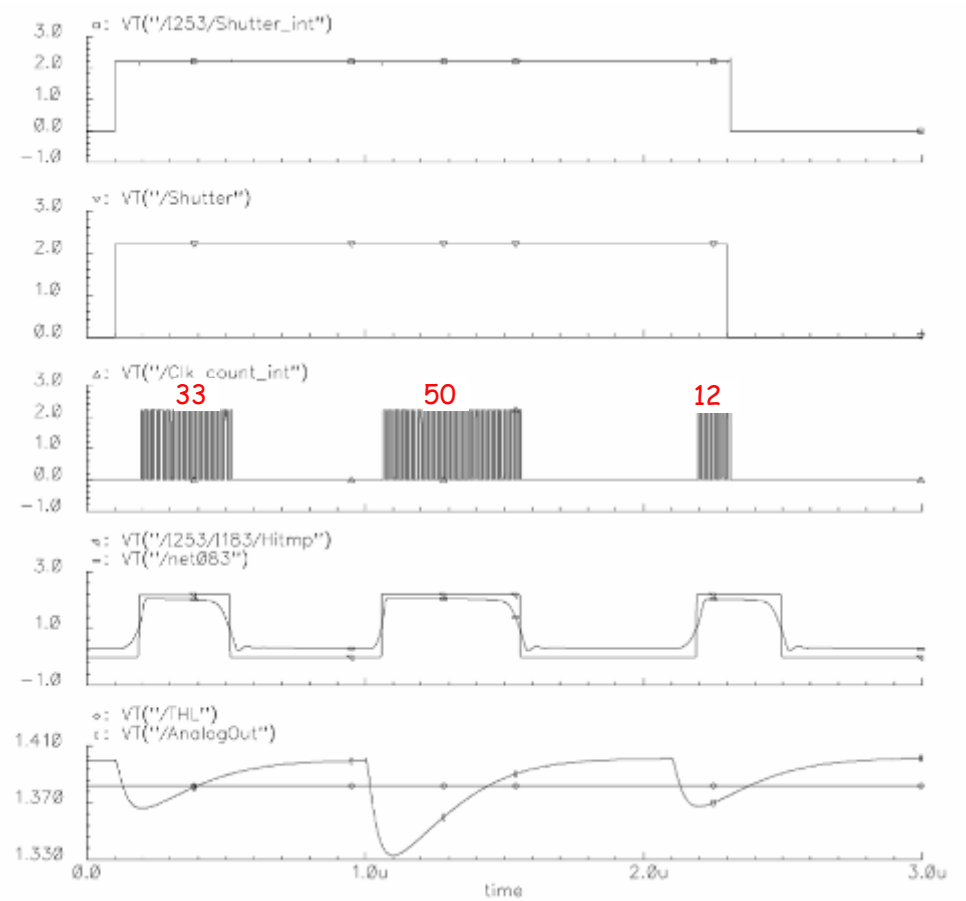 ▫: VT("/I253/Shutter_int")
3.0
2.0
1.0
0.0
-1.0
▿: VT("/Shutter")
3.0
2.0
1.0
0.0
▵: VT("/Clk_count_int")
3.0
33
50
12
2.0
1.0
0.0
-1.0
VT("/I253/I183/Hitmp")
-: VT("/net083")
3.0
1.0
-1.0
⋄: VT("/THL")
VT("/AnalogOut")
1.410
1.370
1.330
0.0
1.0u
2.0u
3.0u
time